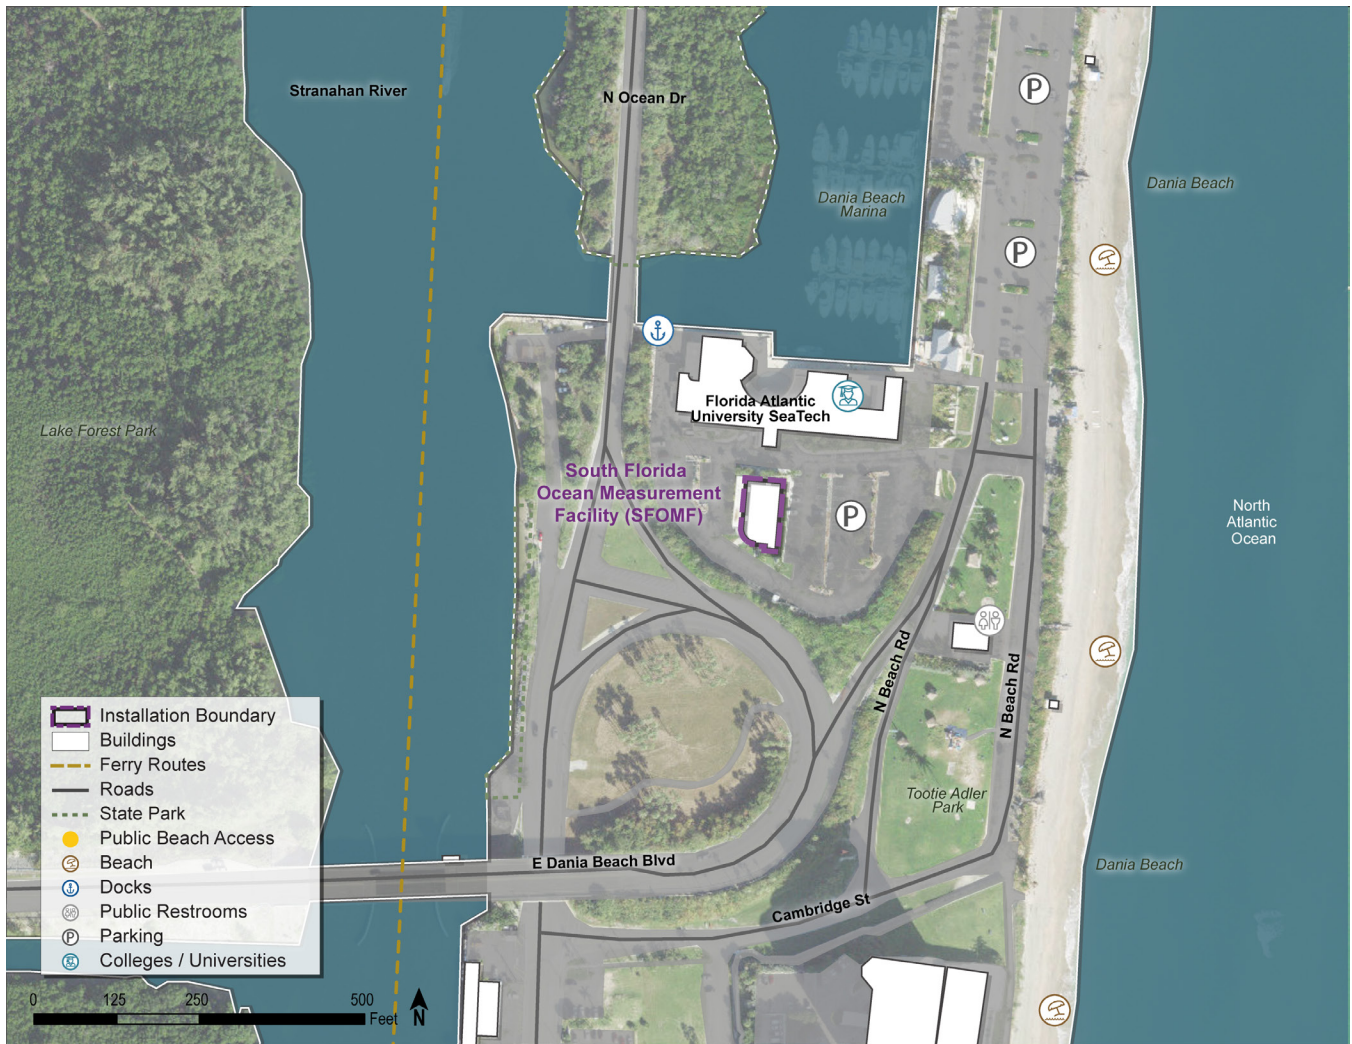 Stranahan River
N Ocean Dr
P
Dania Beach
Dania Beach
Marina
P
Lake Forest Park
Florida Atlantic
University SeaTech
South Florida
Ocean Measurement
Facility (SFOMF)
P
North
Atlantic
Ocean
N Beach Rd
N Beach Rd
Tootie Adler
Park
E Dania Beach Blvd
Dania Beach
Cambridge St
Installation Boundary
Buildings
Ferry Routes
Roads
State Park
Public Beach Access
Beach
Docks
Public Restrooms
P Parking
Colleges / Universities
0 125 250 500
Feet
N